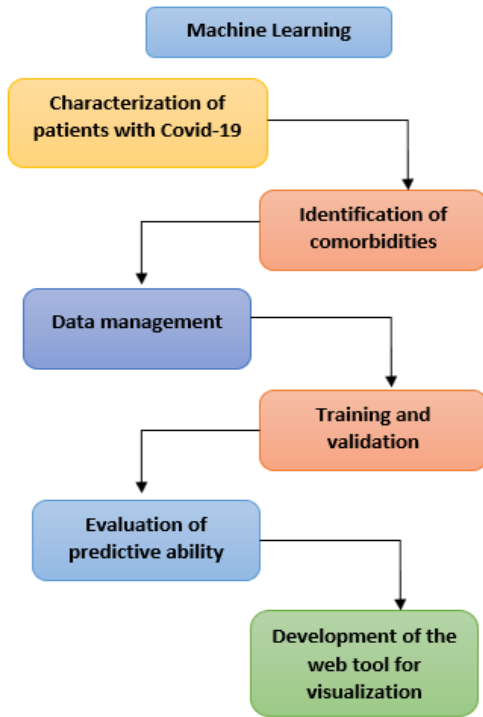 Machine Learning
Characterization of
patients with Covid-19
Identification of
comorbidities
Data management
Training and
validation
Evaluation of
predictive ability
Development of the
web tool for
visualization